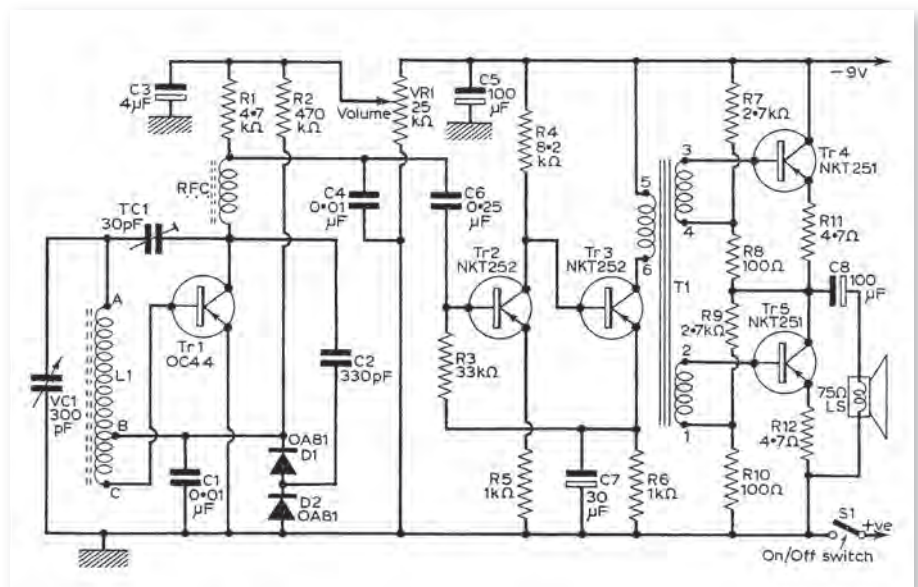 C3
4µF
R1
4·7
kΩ
R2
470
kΩ
Volume
VR1
25
kΩ
C5
100
µF
R4
8·2
kΩ
-9V
R7
2·7kΩ
3
Tr4
NKT251
RFC
TC1
30pF
C4
0·01
µF
C6
0·25
µF
5
4
R11
4·7Ω
R8
100Ω
Tr2
NKT252
Tr3
NKT252
6
T1
C8
100
µF
A
Tr1
OC44
R9
2·7kΩ
Tr5
NKT251
VC1
300
pF
L1
C2
330pF
R3
33kΩ
2
75Ω
LS
B
OA81
D1
1
R12
4·7Ω
C
C1
0·01
µF
D2
OA81
R5
1kΩ
C7
30
µF
R6
1kΩ
R10
100Ω
S1
+ve
On/Off switch